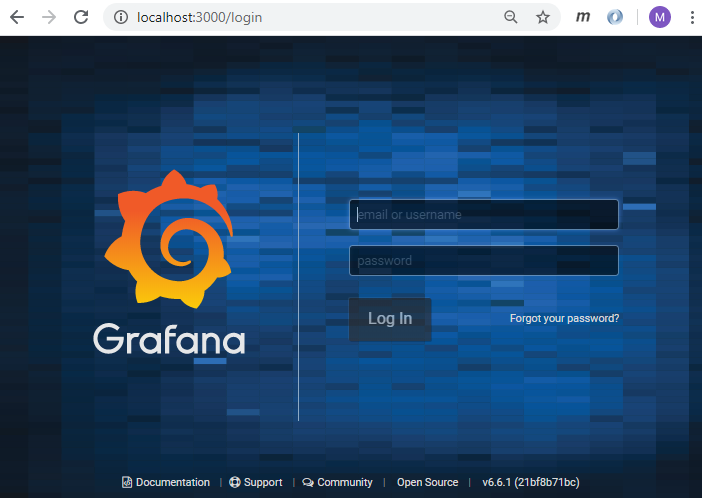 localhost:3000/login
m
M
email or username
password
Log In
Forgot your password?
Grafana
Documentation | Support | Community | Open Source | v6.6.1 (21bf8b71bc)